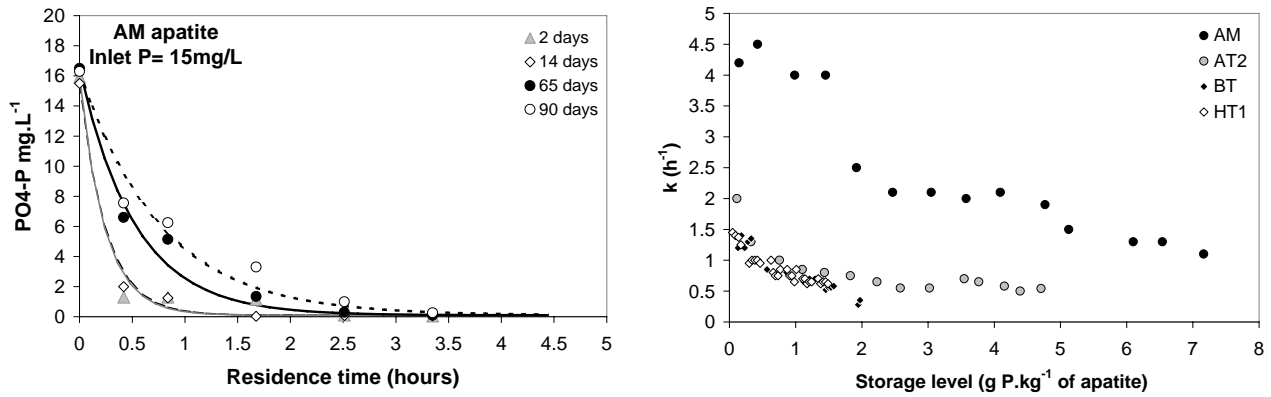 AM apatite
Inlet P= 15mg/L
2 days
14 days
65 days
90 days
PO4-P mg.L-1
20
18
16
14
12
10
8
6
4
2
0
0 0.5 1 1.5 2 2.5 3 3.5 4 4.5 5
Residence time (hours)
AM
AT2
BT
HT1
k (h-1)
5
4.5
4
3.5
3
2.5
2
1.5
1
0.5
0
0 1 2 3 4 5 6 7 8
Storage level (g P.kg-1 of apatite)